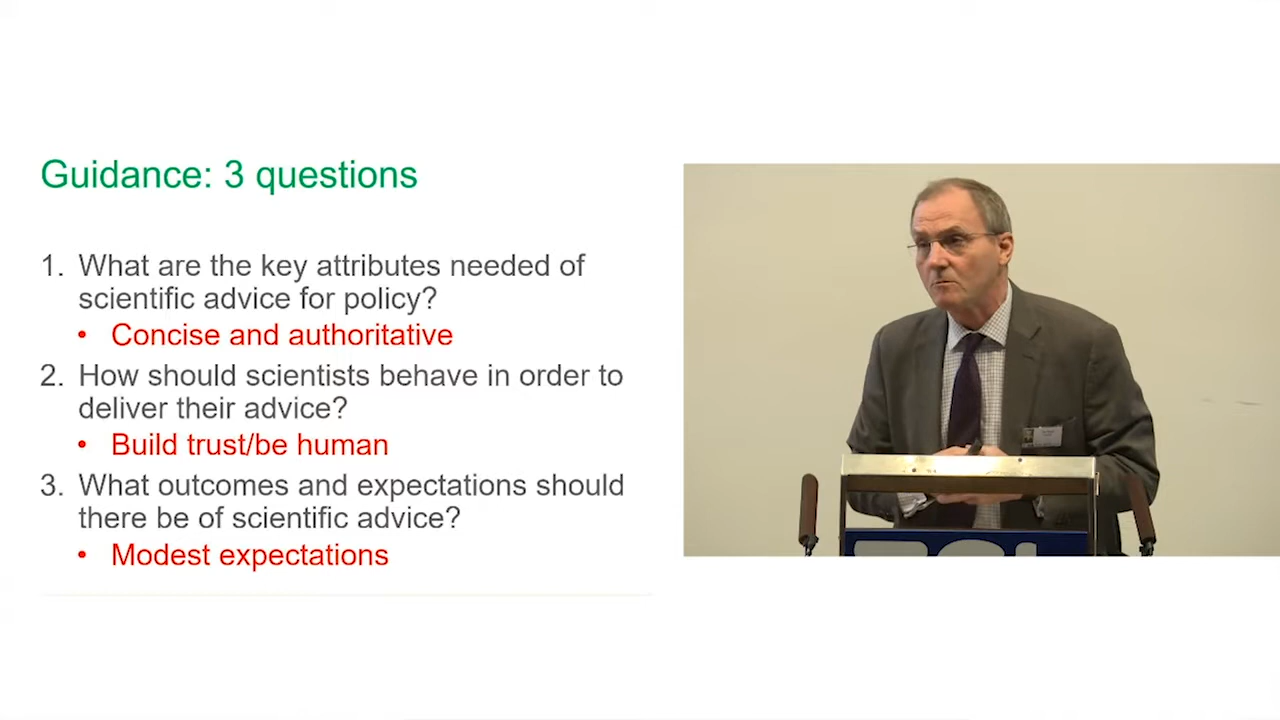 Guidance: 3 questions
1. What are the key attributes needed of
scientific advice for policy?
• Concise and authoritative
2. How should scientists behave in order to
deliver their advice?
• Build trust/be human
3. What outcomes and expectations should
there be of scientific advice?
• Modest expectations